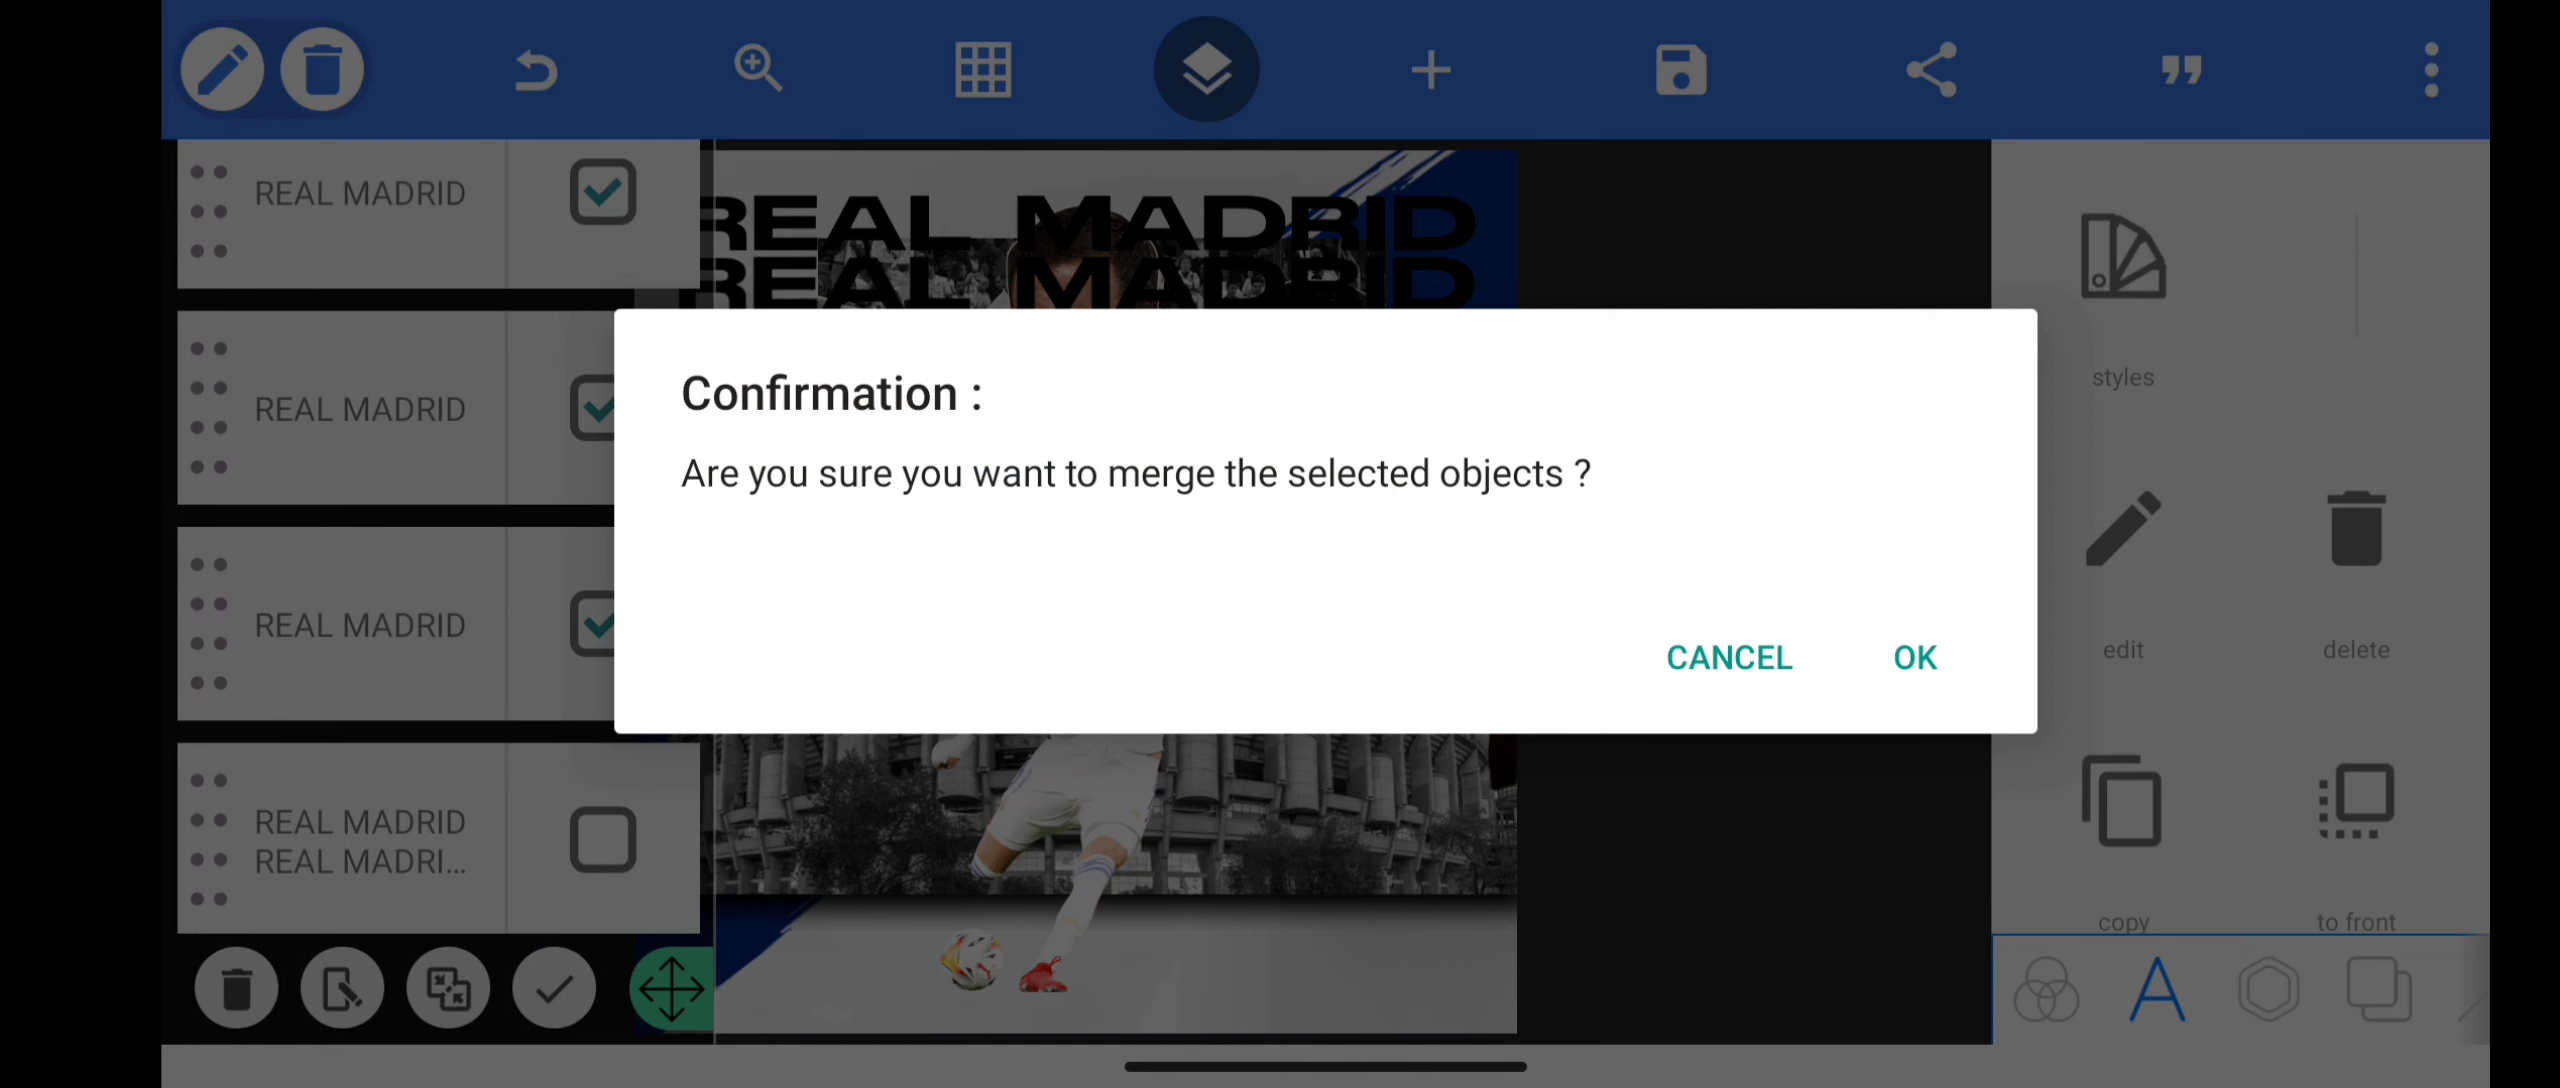 REAL MADRID
REAL MADRID
REAL MADRID
REAL MADRID
REAL MADRI...
REAL MADRID
REAL MADRID
Confirmation :
Are you sure you want to merge the selected objects ?
CANCEL
OK
styles
edit
delete
copy
to front